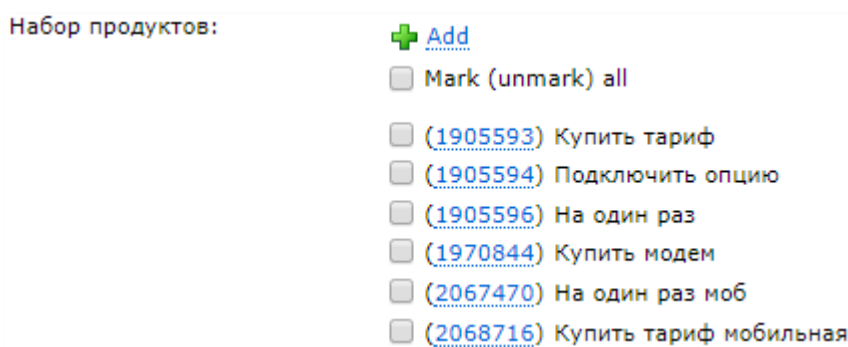 Набор продуктов:
Add
Mark (unmark) all
(1905593) Купить тариф
(1905594) Подключить опцию
(1905596) На один раз
(1970844) Купить модем
(2067470) На один раз моб
(2068716) Купить тариф мобильная